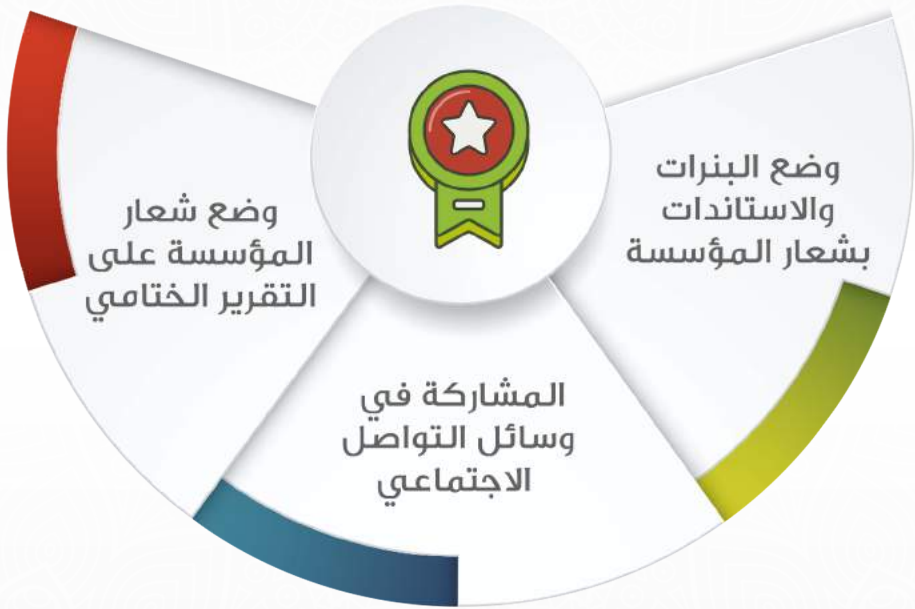 وضع البنرات
والاستاندات
بشعار المؤسسة
المشاركة في
وسائل التواصل
الاجتماعي
وضع شعار
المؤسسة على
التقرير الختامي